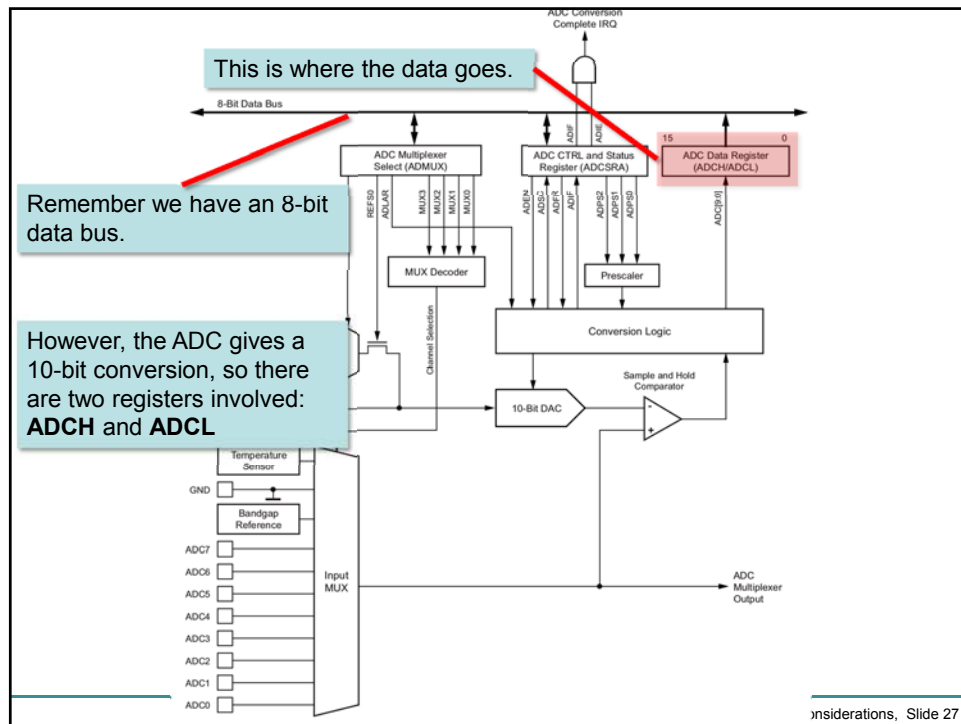 ADC Conversion
Complete IRQ
This is where the data goes.
8-Bit Data Bus
ADIF
ADIE
15
0
ADC Multiplexer
Select (ADMUX)
ADC CTRL and Status
Register (ADCSRA)
ADC Data Register
(ADCH/ADCL)
Remember we have an 8-bit
data bus.
REFS0
ADLAR
MUX3
MUX2
MUX1
MUX0
ADEN
ADSC
ADFR
ADIF
ADPS2
ADPS1
ADPS0
ADC[9:0]
MUX Decoder
Prescaler
Channel Selection
Conversion Logic
However, the ADC gives a
10-bit conversion, so there
are two registers involved:
ADCH and ADCL
Sample and Hold
Comparator
10-Bit DAC
-
+
Temperature
Sensor
GND
Bandgap
Reference
ADC7
ADC6
ADC5
ADC4
ADC3
ADC2
ADC1
ADC0
Input
MUX
ADC
Multiplexer
Output
onsiderations, Slide 27